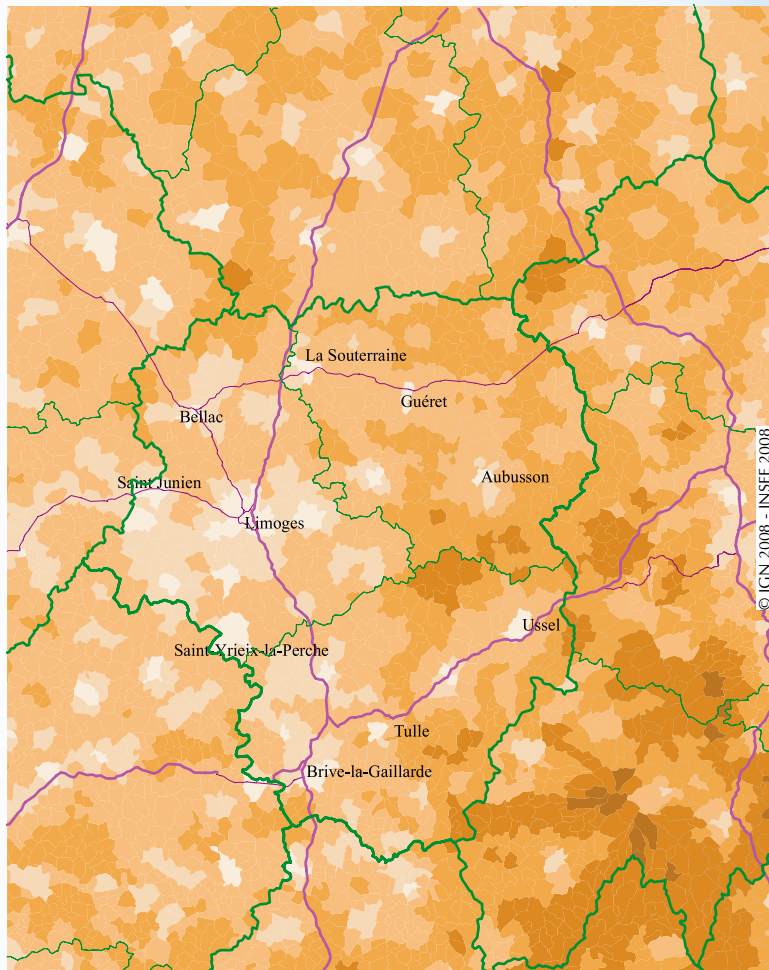 La Souterraine
Guéret
Bellac
Aubusson
Saint Junien
Limoges
Ussel
Saint Yrieix-la-Perche
Tulle
Brive-la-Gaillarde
© IGN 2008 - INSEE 2008